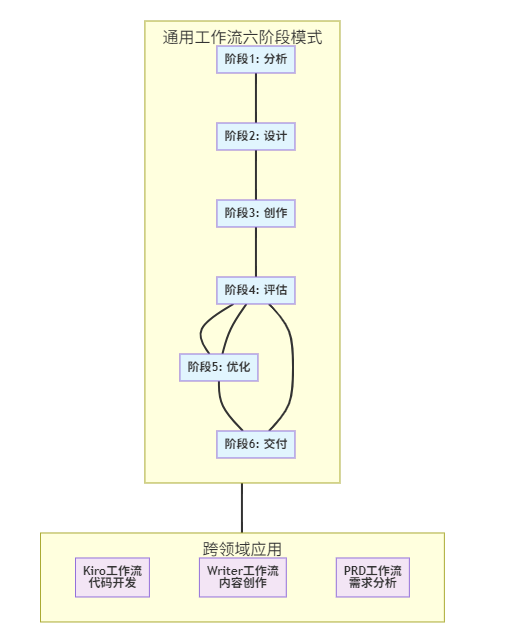 通用工作流六阶段模式
阶段1: 分析
阶段2: 设计
阶段3: 创作
阶段4: 评估
阶段5: 优化
阶段6: 交付
跨领域应用
Kiro工作流
代码开发
Writer工作流
内容创作
PRD工作流
需求分析